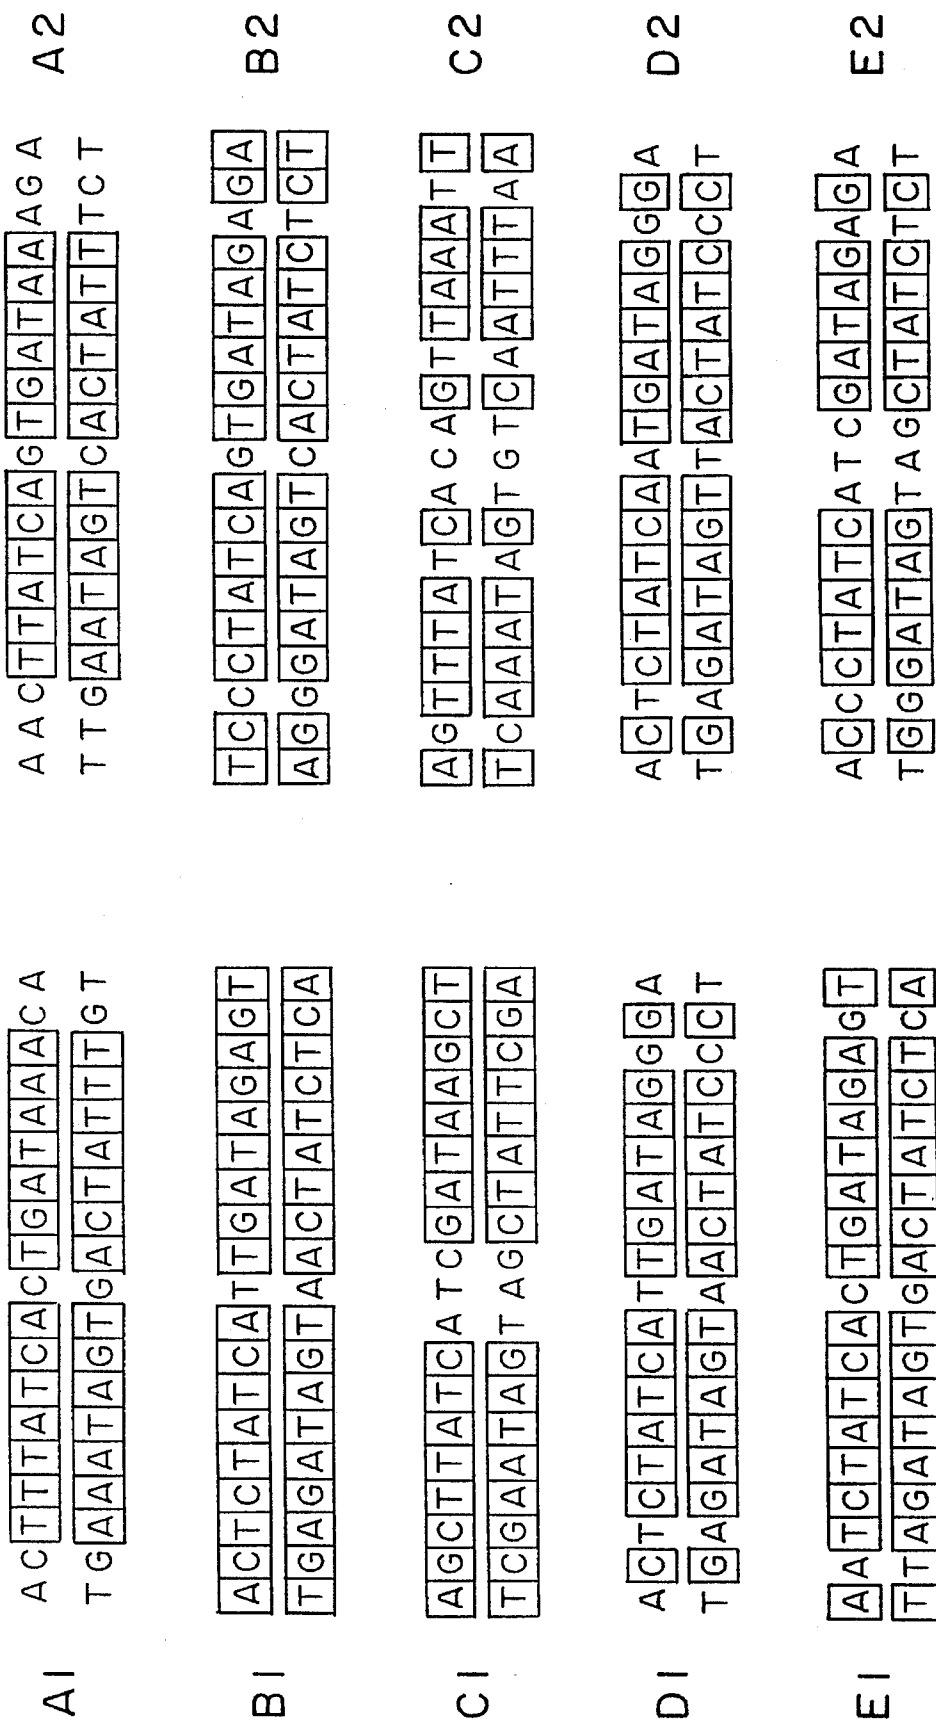 A1
A C T T T A T C A C T G A T A A A C A
T G A A A T A G T G A C T A T T T G T
A A C T T A T C A G T G A T A A A G A
T T G A A T A G T C A C T A T T T C T
A2
B1
A C T C T A T C A T T G A T A G A G T
T G A G A T A G T A A C T A T C T C A
T C C C T A T C A G T G A T A G A G A
A G G G A T A G T C A C T A T C T C T
B2
C1
A G C T T A T C A T C G A T A A G C T
T C G A A T A G T A G C T A T T C G A
A G T T T A T C A C A G T T A A A T T
T C A A A T A G T G T C A A T T T A A
C2
D1
A C T C T A T C A T T G A T A G G G A
T G A G A T A G T A A C T A T C C C T
A C T C T A T C A A T G A T A G G G A
T G A G A T A G T T A C T A T C C C T
D2
E1
A A T C T A T C A C T G A T A G A G T
T T A G A T A G T G A C T A T C T C A
A C C C T A T C A T C G A T A G A G A
T G G G A T A G T A G C T A T C T C T
E2